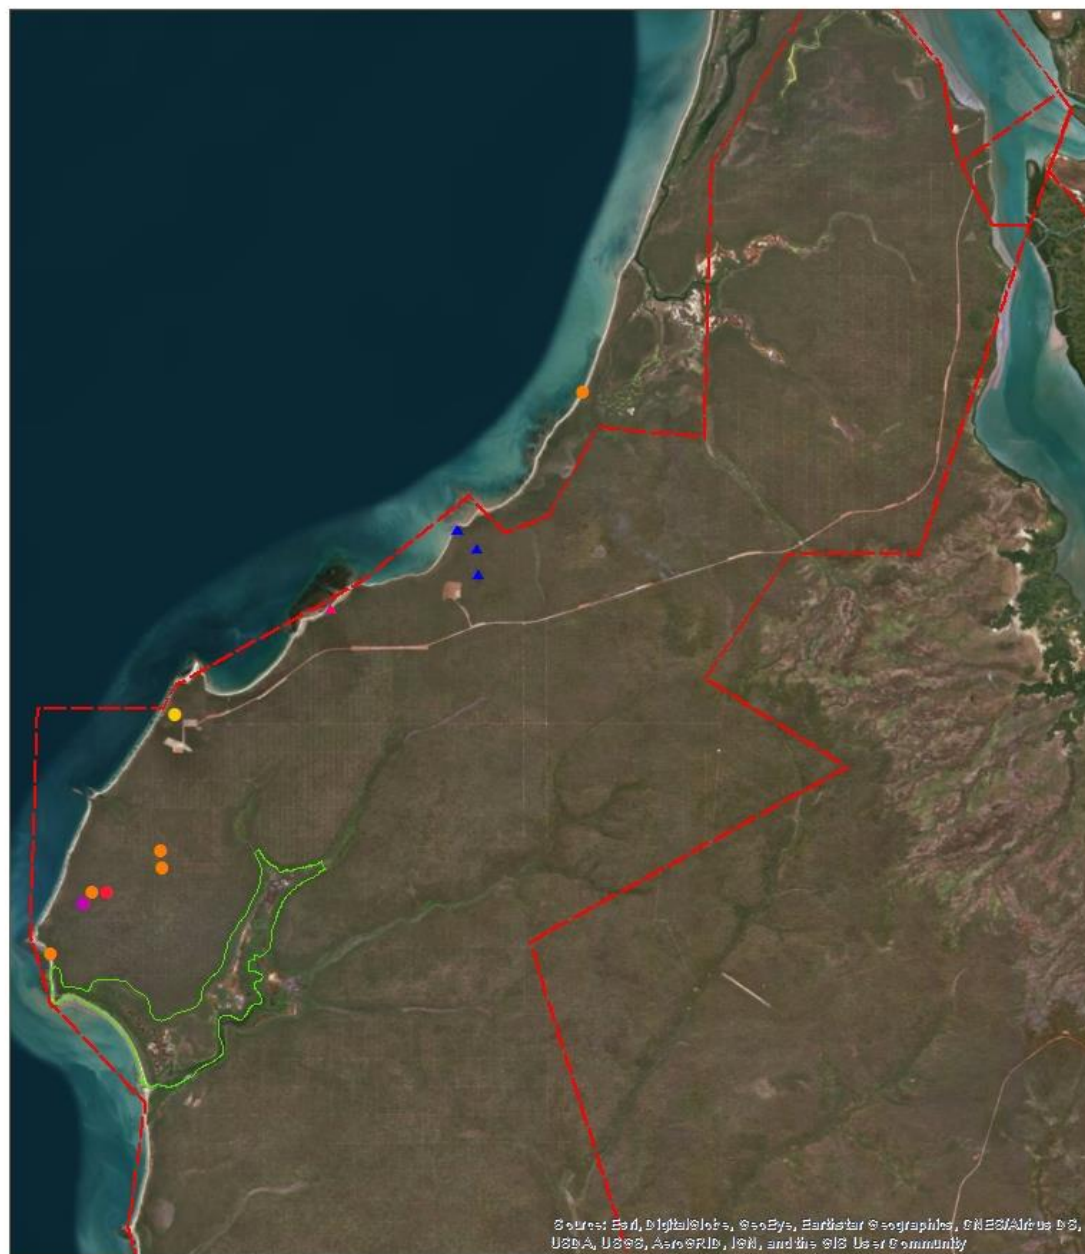 Source: Esri, DigitalGlobe, GeoEye, Earthstar Geographics, CNES/Airbus DS,
USDA, USGS, AeroGRID, IGN, and the GIS User Community